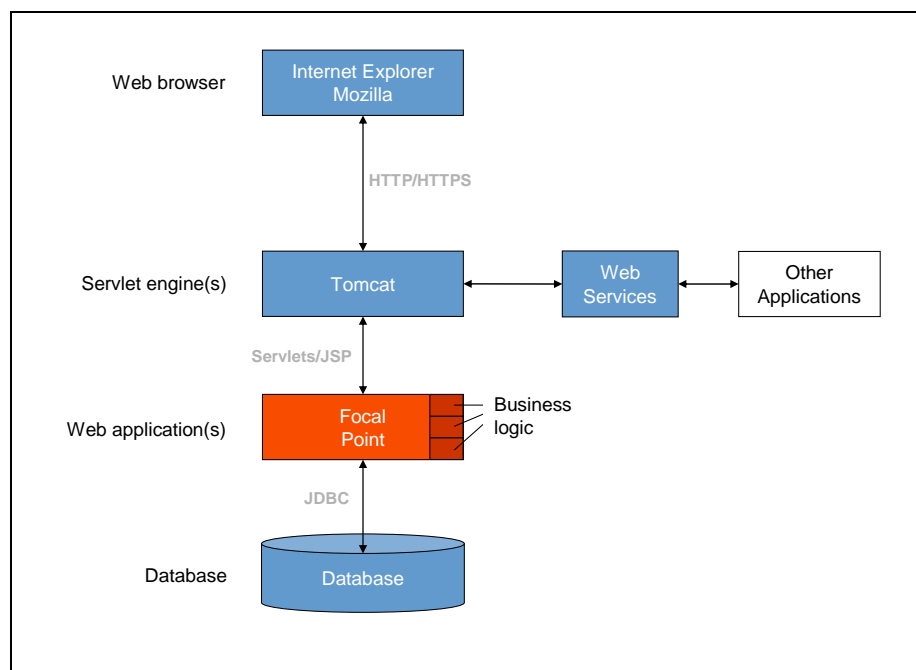 Web browser
Internet Explorer
Mozilla
HTTP/HTTPS
Servlet engine(s)
Tomcat
Web
Services
Other
Applications
Servlets/JSP
Web application(s)
Focal
Point
Business
logic
JDBC
Database
Database